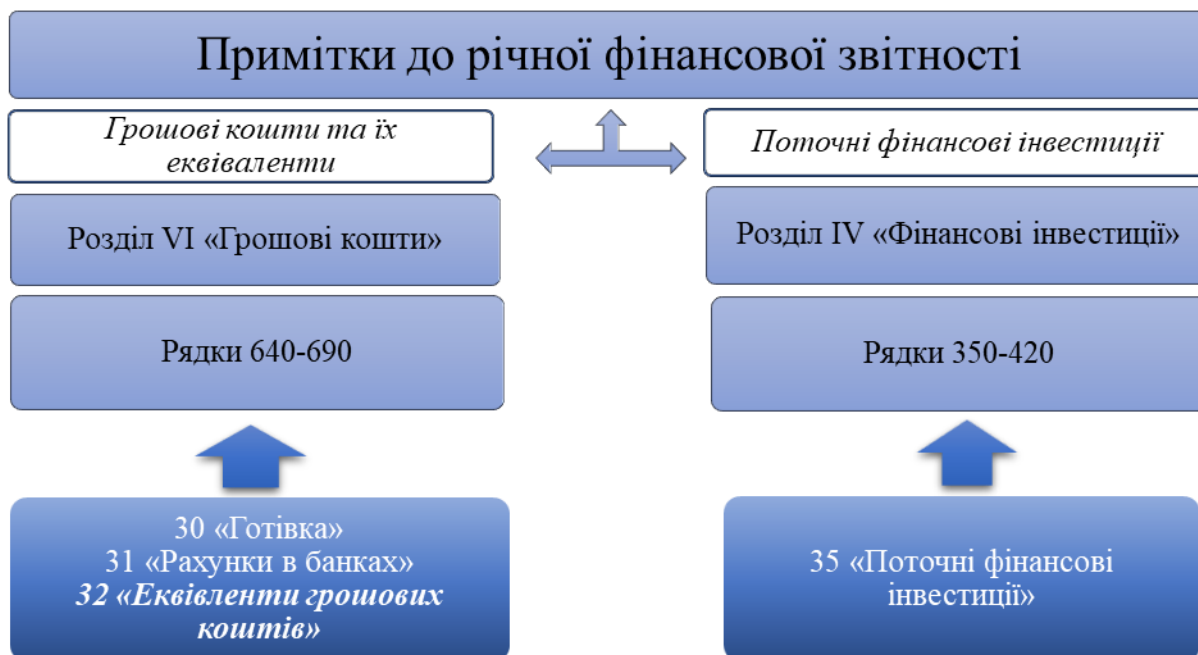 Примітки до річної фінансової звітності
Грошові кошти та їх
еквіваленти
Розділ VI «Грошові кошти»
Рядки 640-690
30 «Готівка»
31 «Рахунки в банках»
32 «Еквівленти грошових
коштів»
Поточні фінансові інвестиції
Розділ IV «Фінансові інвестиції»
Рядки 350-420
35 «Поточні фінансові
інвестиції»